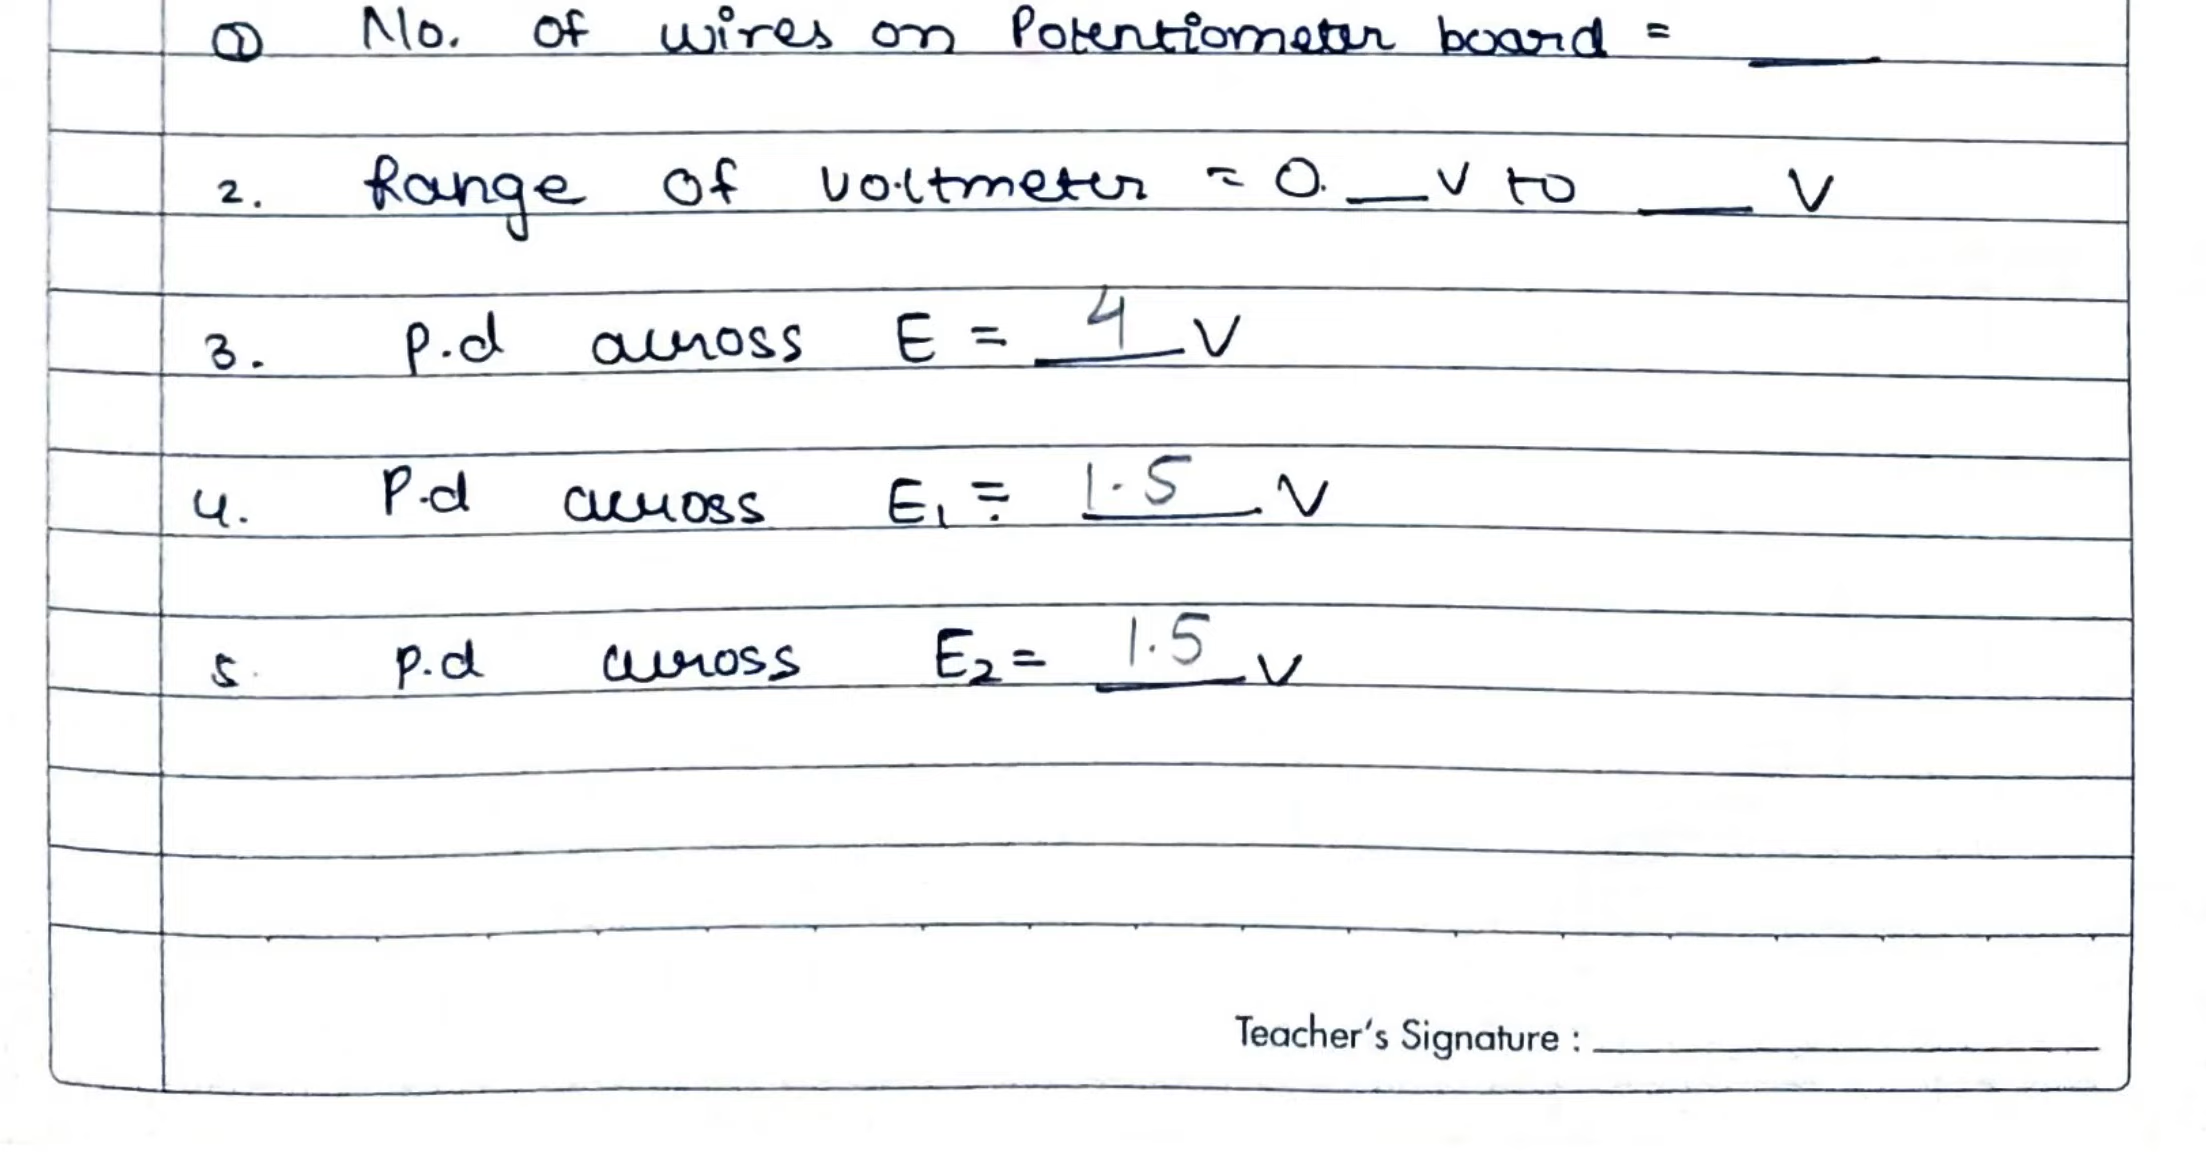 ① No. of wires on Potentiometer board = ___
2. Range of voltmeter = 0. __ V to ___ V
3. p.d across E = 4 V
4. P.d across E₁ = 1.5 V
5. p.d across E₂ = 1.5 V
Teacher's Signature : ___